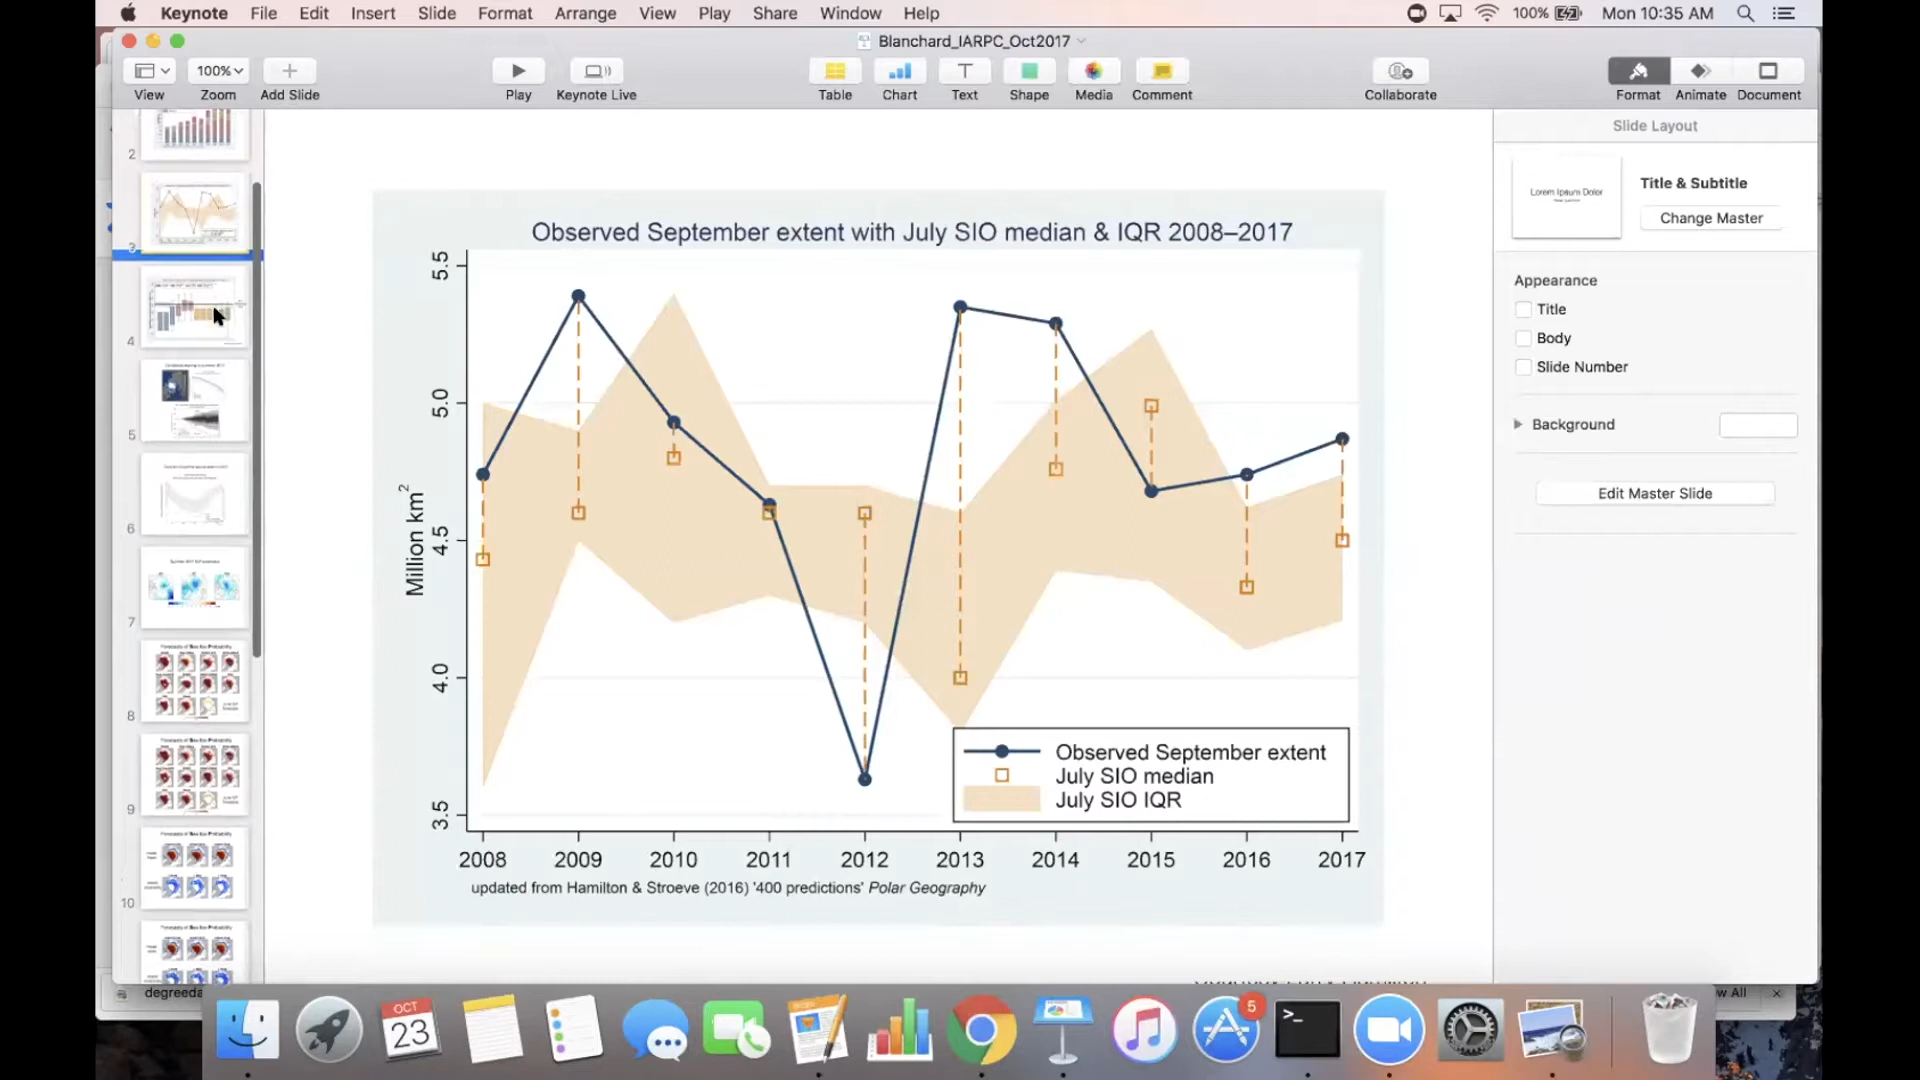 Keynote File Edit Insert Slide Format Arrange View Play Share Window Help 100% Mon 10:35 AM
Blanchard_IARPC_Oct2017
100%
View Zoom Add Slide Play Keynote Live Table Chart Text Shape Media Comment Collaborate Format Animate Document
Slide Layout
Lorem Ipsum Dolor
Title & Subtitle
Change Master
Appearance
Title
Body
Slide Number
Background
Edit Master Slide
2
3
4
5
6
7
8
9
10
Observed September extent with July SIO median & IQR 2008–2017
Million km2
5.5
5.0
4.5
4.0
3.5
Observed September extent
July SIO median
July SIO IQR
2008 2009 2010 2011 2012 2013 2014 2015 2016 2017
updated from Hamilton & Stroeve (2016) '400 predictions' Polar Geography
OCT
23
5
>_